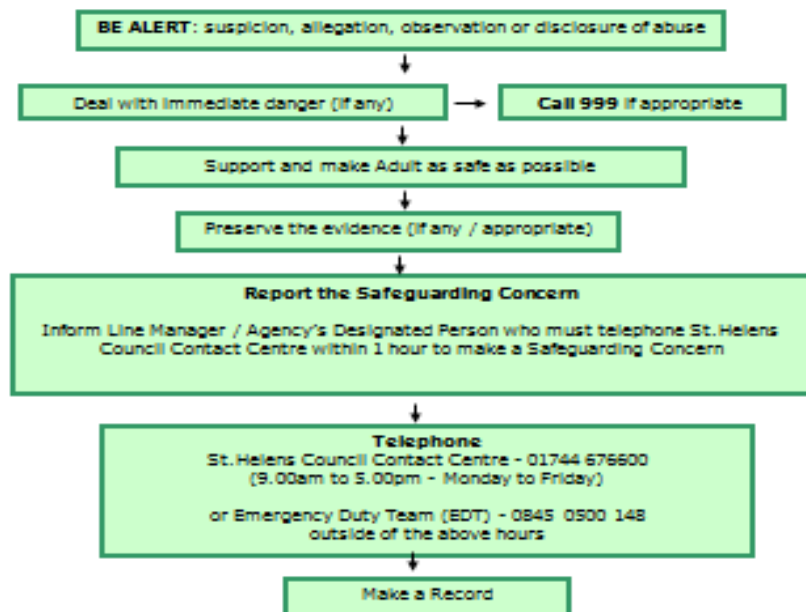 BE ALERT: suspicion, allegation, observation or disclosure of abuse
Deal with immediate danger (if any)
Call 999 if appropriate
Support and make Adult as safe as possible
Preserve the evidence (if any / appropriate)
Report the Safeguarding Concern
Inform Line Manager / Agency's Designated Person who must telephone St.Helens
Council Contact Centre within 1 hour to make a Safeguarding Concern
Telephone
St.Helens Council Contact Centre - 01744 676600
(9.00am to 5.00pm - Monday to Friday)
or Emergency Duty Team (EDT) - 0845 0500 148
outside of the above hours
Make a Record